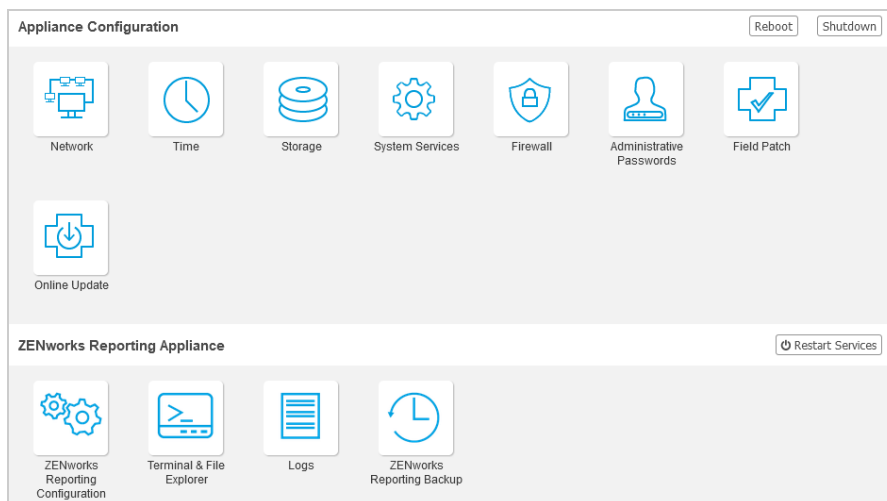 Appliance Configuration
Reboot
Shutdown
Network
Time
Storage
System Services
Firewall
Administrative
Passwords
Field Patch
Online Update
ZENworks Reporting Appliance
Restart Services
ZENworks
Reporting
Configuration
Terminal & File
Explorer
Logs
ZENworks
Reporting Backup